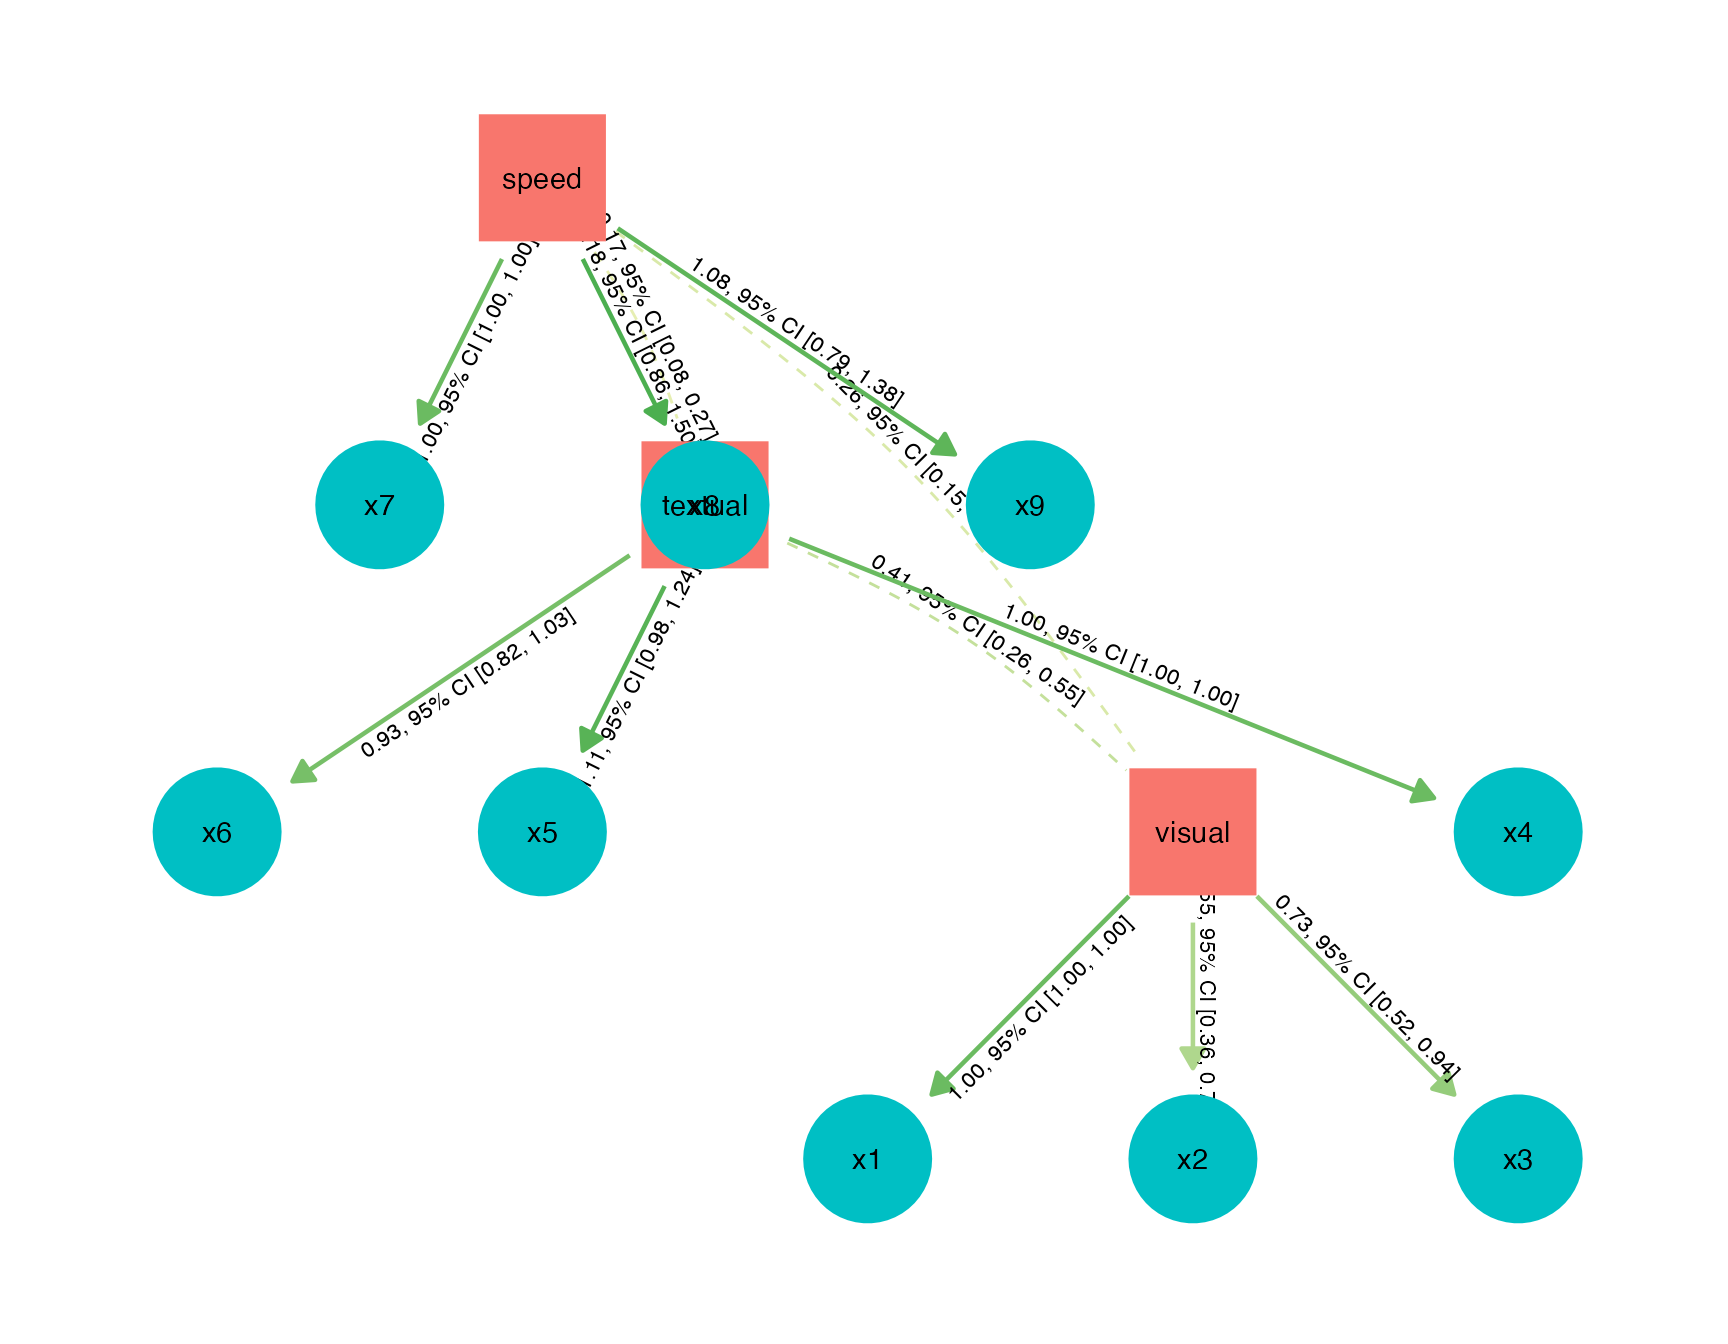 speed
.00, 95% CI [1.00, 1.00]
.18, 95% CI [0.86, 1.50
0.17, 95% CI [0.08, 0.27]
1.08, 95% CI [0.79, 1.38]
0.26, 95% CI [0.15,
x7
textual
x8
x9
0.93, 95% CI [0.82, 1.03]
.11, 95% CI [0.98, 1.24]
0.41, 95% CI [0.26, 0.55]
1.00, 95% CI [1.00, 1.00]
x6
x5
visual
x4
1.00, 95% CI [1.00, 1.00]
55, 95% CI [0.36, 0.7
0.73, 95% CI [0.52, 0.94]
x1
x2
x3